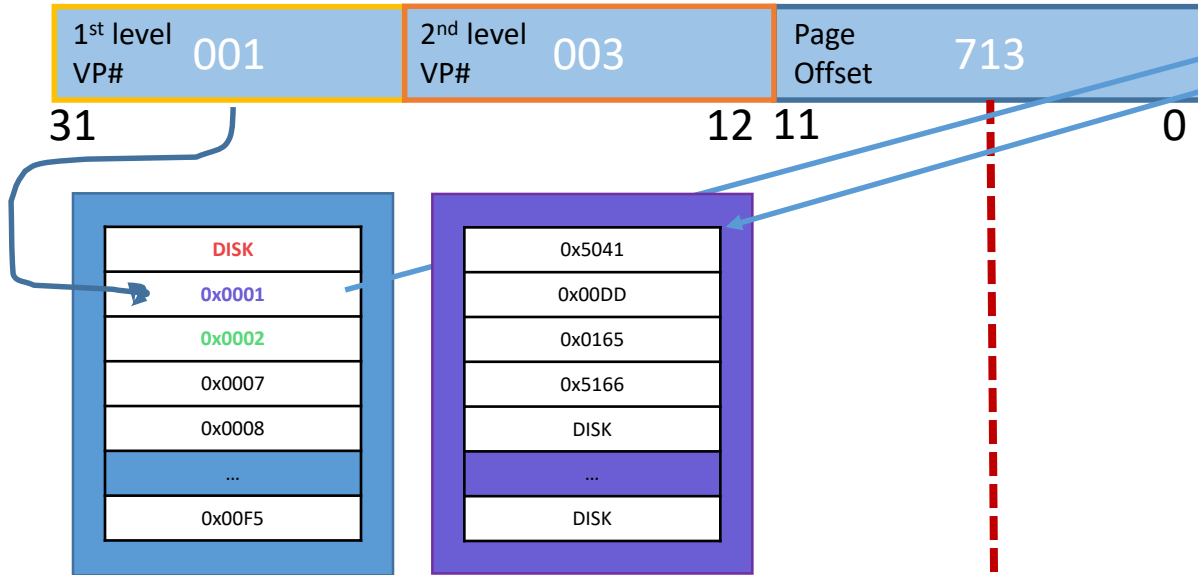 1st level
VP#
001
2nd level
VP#
003
Page
Offset
713
31
12
11
0
DISK
0x0001
0x0002
0x0007
0x0008
...
0x00F5
0x5041
0x00DD
0x0165
0x5166
DISK
...
DISK